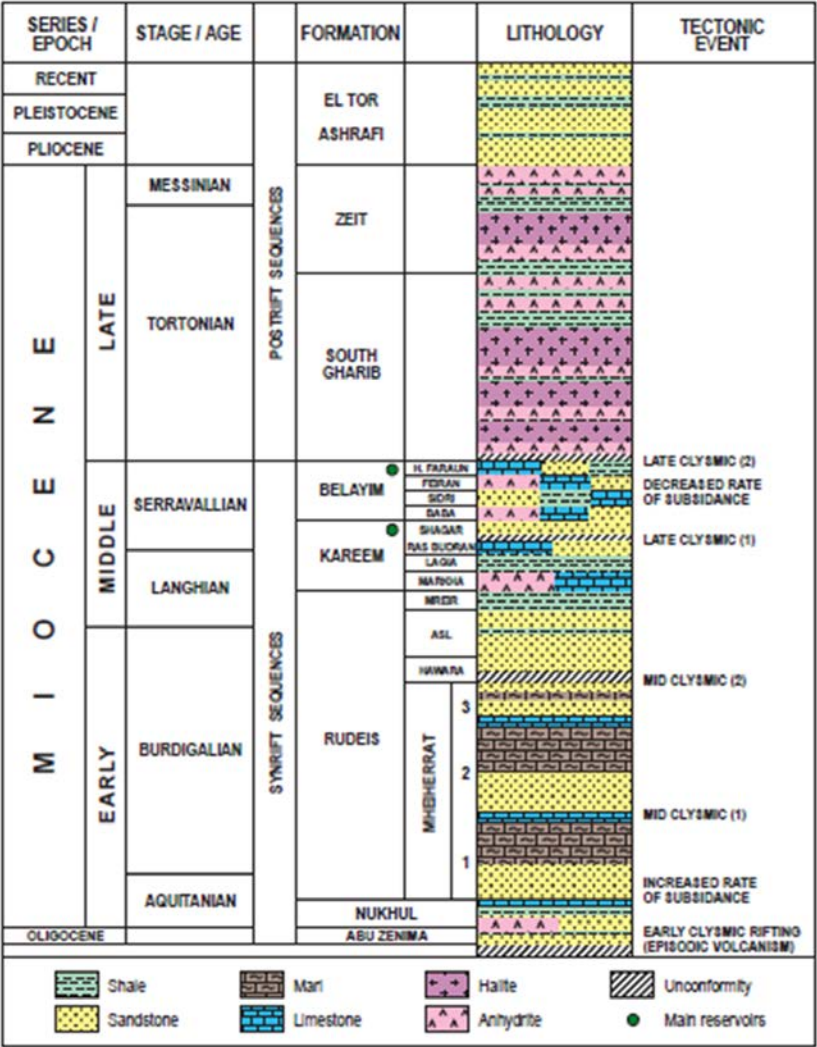 SERIES / EPOCH
STAGE / AGE
FORMATION
LITHOLOGY
TECTONIC EVENT
RECENT
PLEISTOCENE
PLIOCENE
MIOCENE
LATE
MIDDLE
EARLY
OLIGOCENE
MESSINIAN
TORTONIAN
SERRAVALLIAN
LANGHIAN
BURDIGALIAN
AQUITANIAN
POSTRIFT SEQUENCES
SYNRIFT SEQUENCES
EL TOR
ASHRAFI
ZEIT
SOUTH
GHARIB
BELAYIM
KAREEM
RUDEIS
NUKHUL
ABU ZENIMA
H. FARAUN
FEIRAN
SIDRI
BABA
SHAGAR
RAS BUDRAN
LAGIA
MARKHA
MREIR
ASL
HAWARA
MHEIHERRAT
3
2
1
LATE CLYSMIC (2)
DECREASED RATE
OF SUBSIDANCE
LATE CLYSMIC (1)
MID CLYSMIC (2)
MID CLYSMIC (1)
INCREASED RATE
OF SUBSIDANCE
EARLY CLYSMIC RIFTING
(EPISODIC VOLCANISM)
Shale
Marl
Halite
Unconformity
Sandstone
Limestone
Anhydrite
Main reservoirs